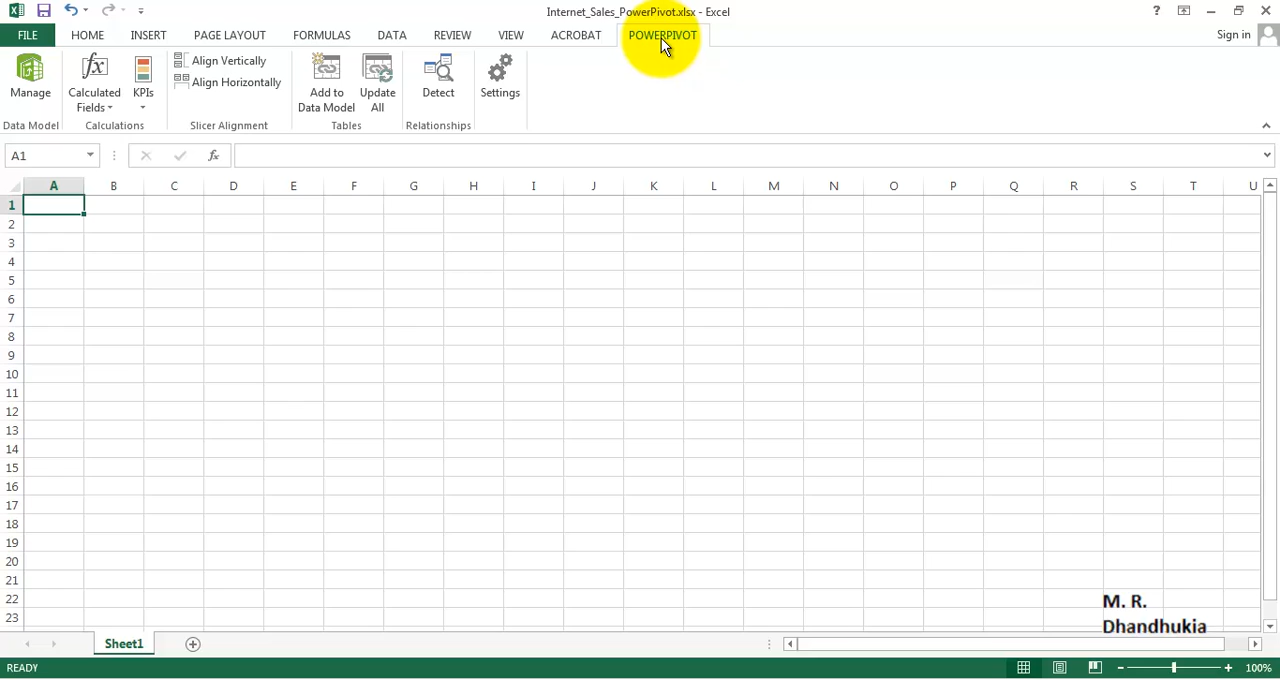 Internet_Sales_PowerPivot.xlsx - Excel
?
FILE HOME INSERT PAGE LAYOUT FORMULAS DATA REVIEW VIEW ACROBAT POWERPIVOT Sign in
Manage
Calculated
Fields
KPIs
Align Vertically
Align Horizontally
Add to
Data Model
Update
All
Detect
Settings
Data Model Calculations Slicer Alignment Tables Relationships
A1 fx
A B C D E F G H I J K L M N O P Q R S T U
1
2
3
4
5
6
7
8
9
10
11
12
13
14
15
16
17
18
19
20
21
22
23
M. R.
Dhandhukia
Sheet1
READY 100%